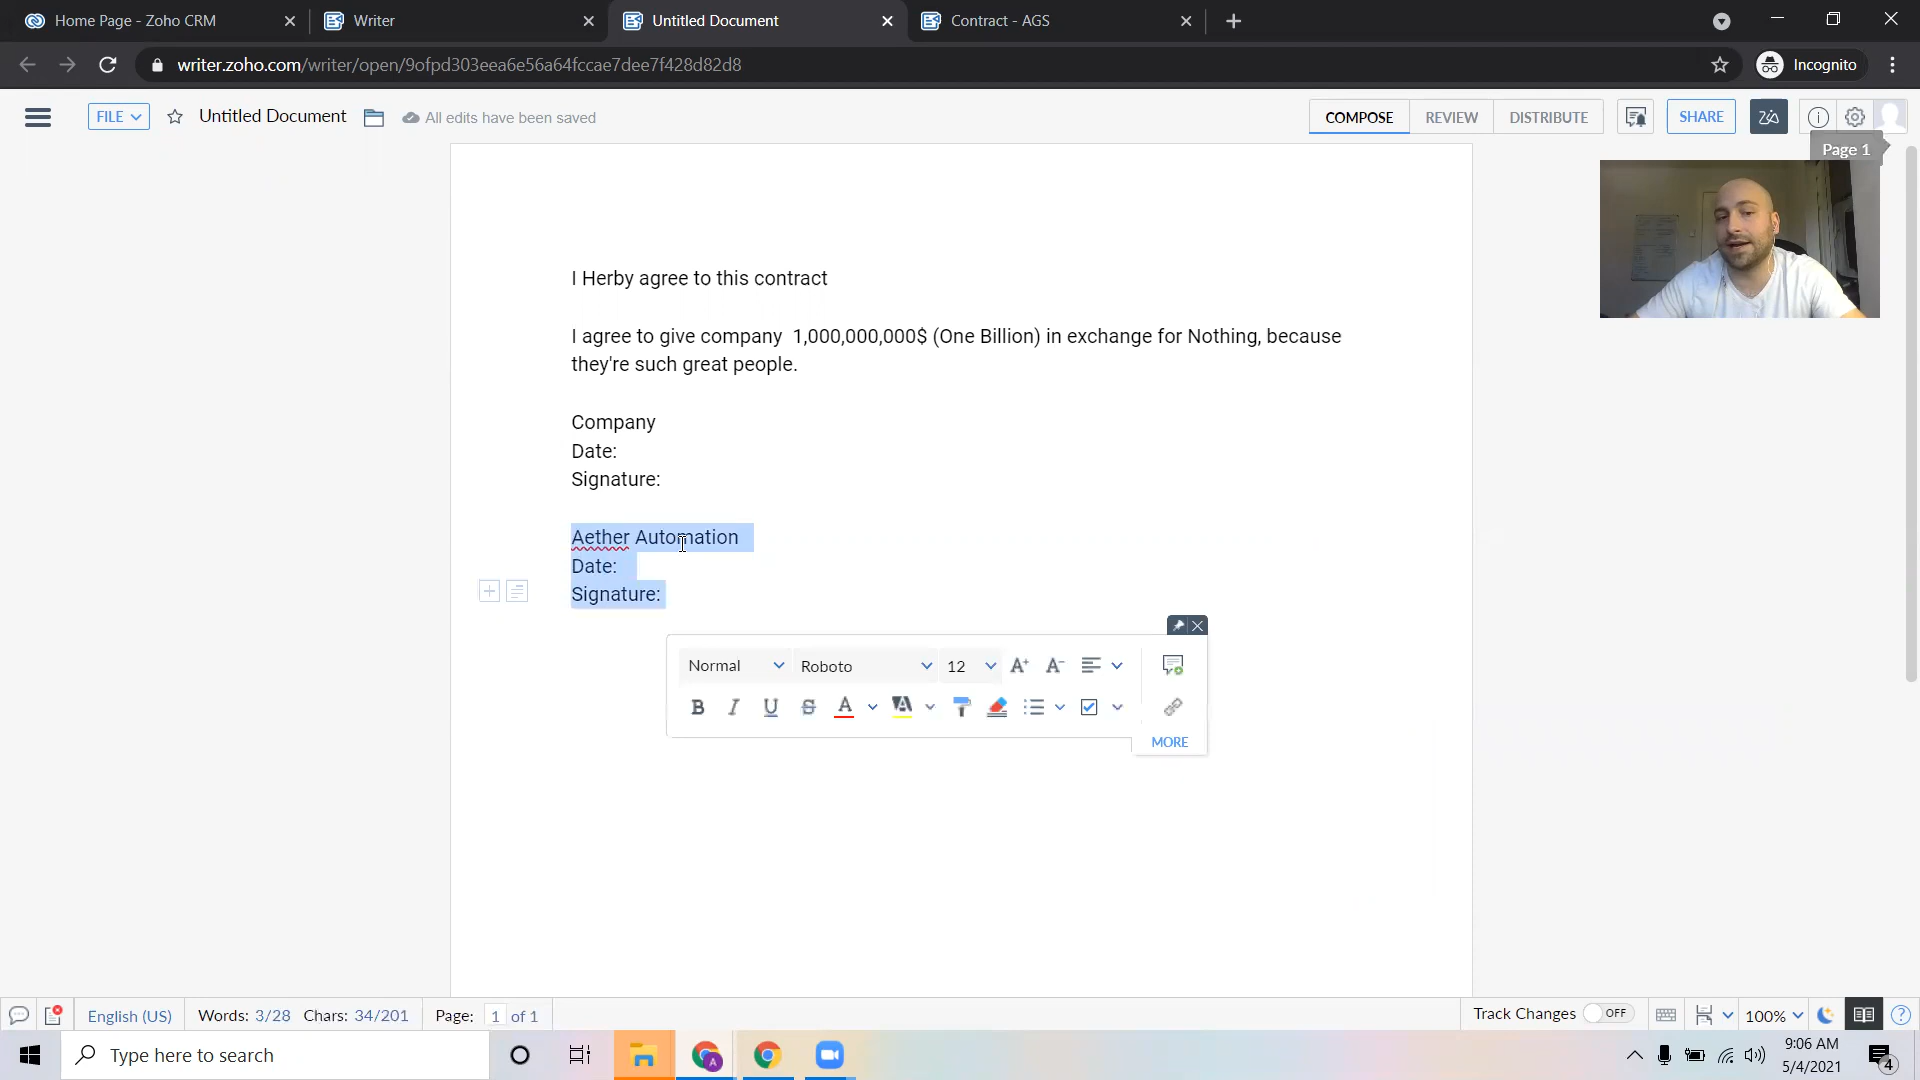 Home Page - Zoho CRM
Writer
Untitled Document
Contract - AGS
writer.zoho.com/writer/open/9ofpd303eea6e56a64fccae7dee7f428d82d8
Incognito
FILE
Untitled Document
All edits have been saved
COMPOSE
REVIEW
DISTRIBUTE
SHARE
Page 1
I Herby agree to this contract
I agree to give company  1,000,000,000$ (One Billion) in exchange for Nothing, because
they're such great people.
Company
Date:
Signature:
Aether Automation
Date:
Signature:
Normal
Roboto
12
MORE
English (US)
Words: 3/28
Chars: 34/201
Page: 1 of 1
Track Changes OFF
100%
Type here to search
9:06 AM
5/4/2021
4